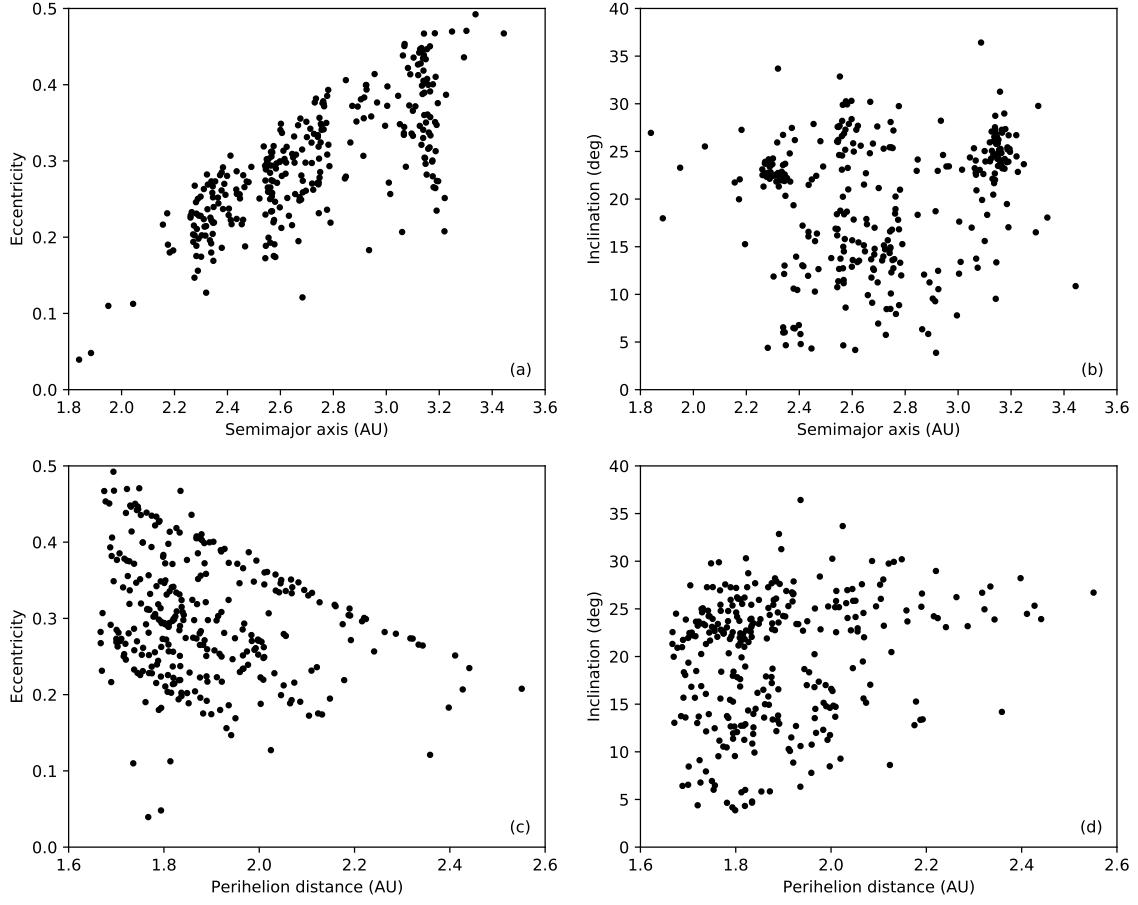 0.5
0.4
0.3
0.2
0.1
0.0
Eccentricity
1.8 2.0 2.2 2.4 2.6 2.8 3.0 3.2 3.4 3.6
Semimajor axis (AU)
(a)
40
35
30
25
20
15
10
5
0
Inclination (deg)
1.8 2.0 2.2 2.4 2.6 2.8 3.0 3.2 3.4 3.6
Semimajor axis (AU)
(b)
0.5
0.4
0.3
0.2
0.1
0.0
Eccentricity
1.6 1.8 2.0 2.2 2.4 2.6
Perihelion distance (AU)
(c)
40
35
30
25
20
15
10
5
0
Inclination (deg)
1.6 1.8 2.0 2.2 2.4 2.6
Perihelion distance (AU)
(d)